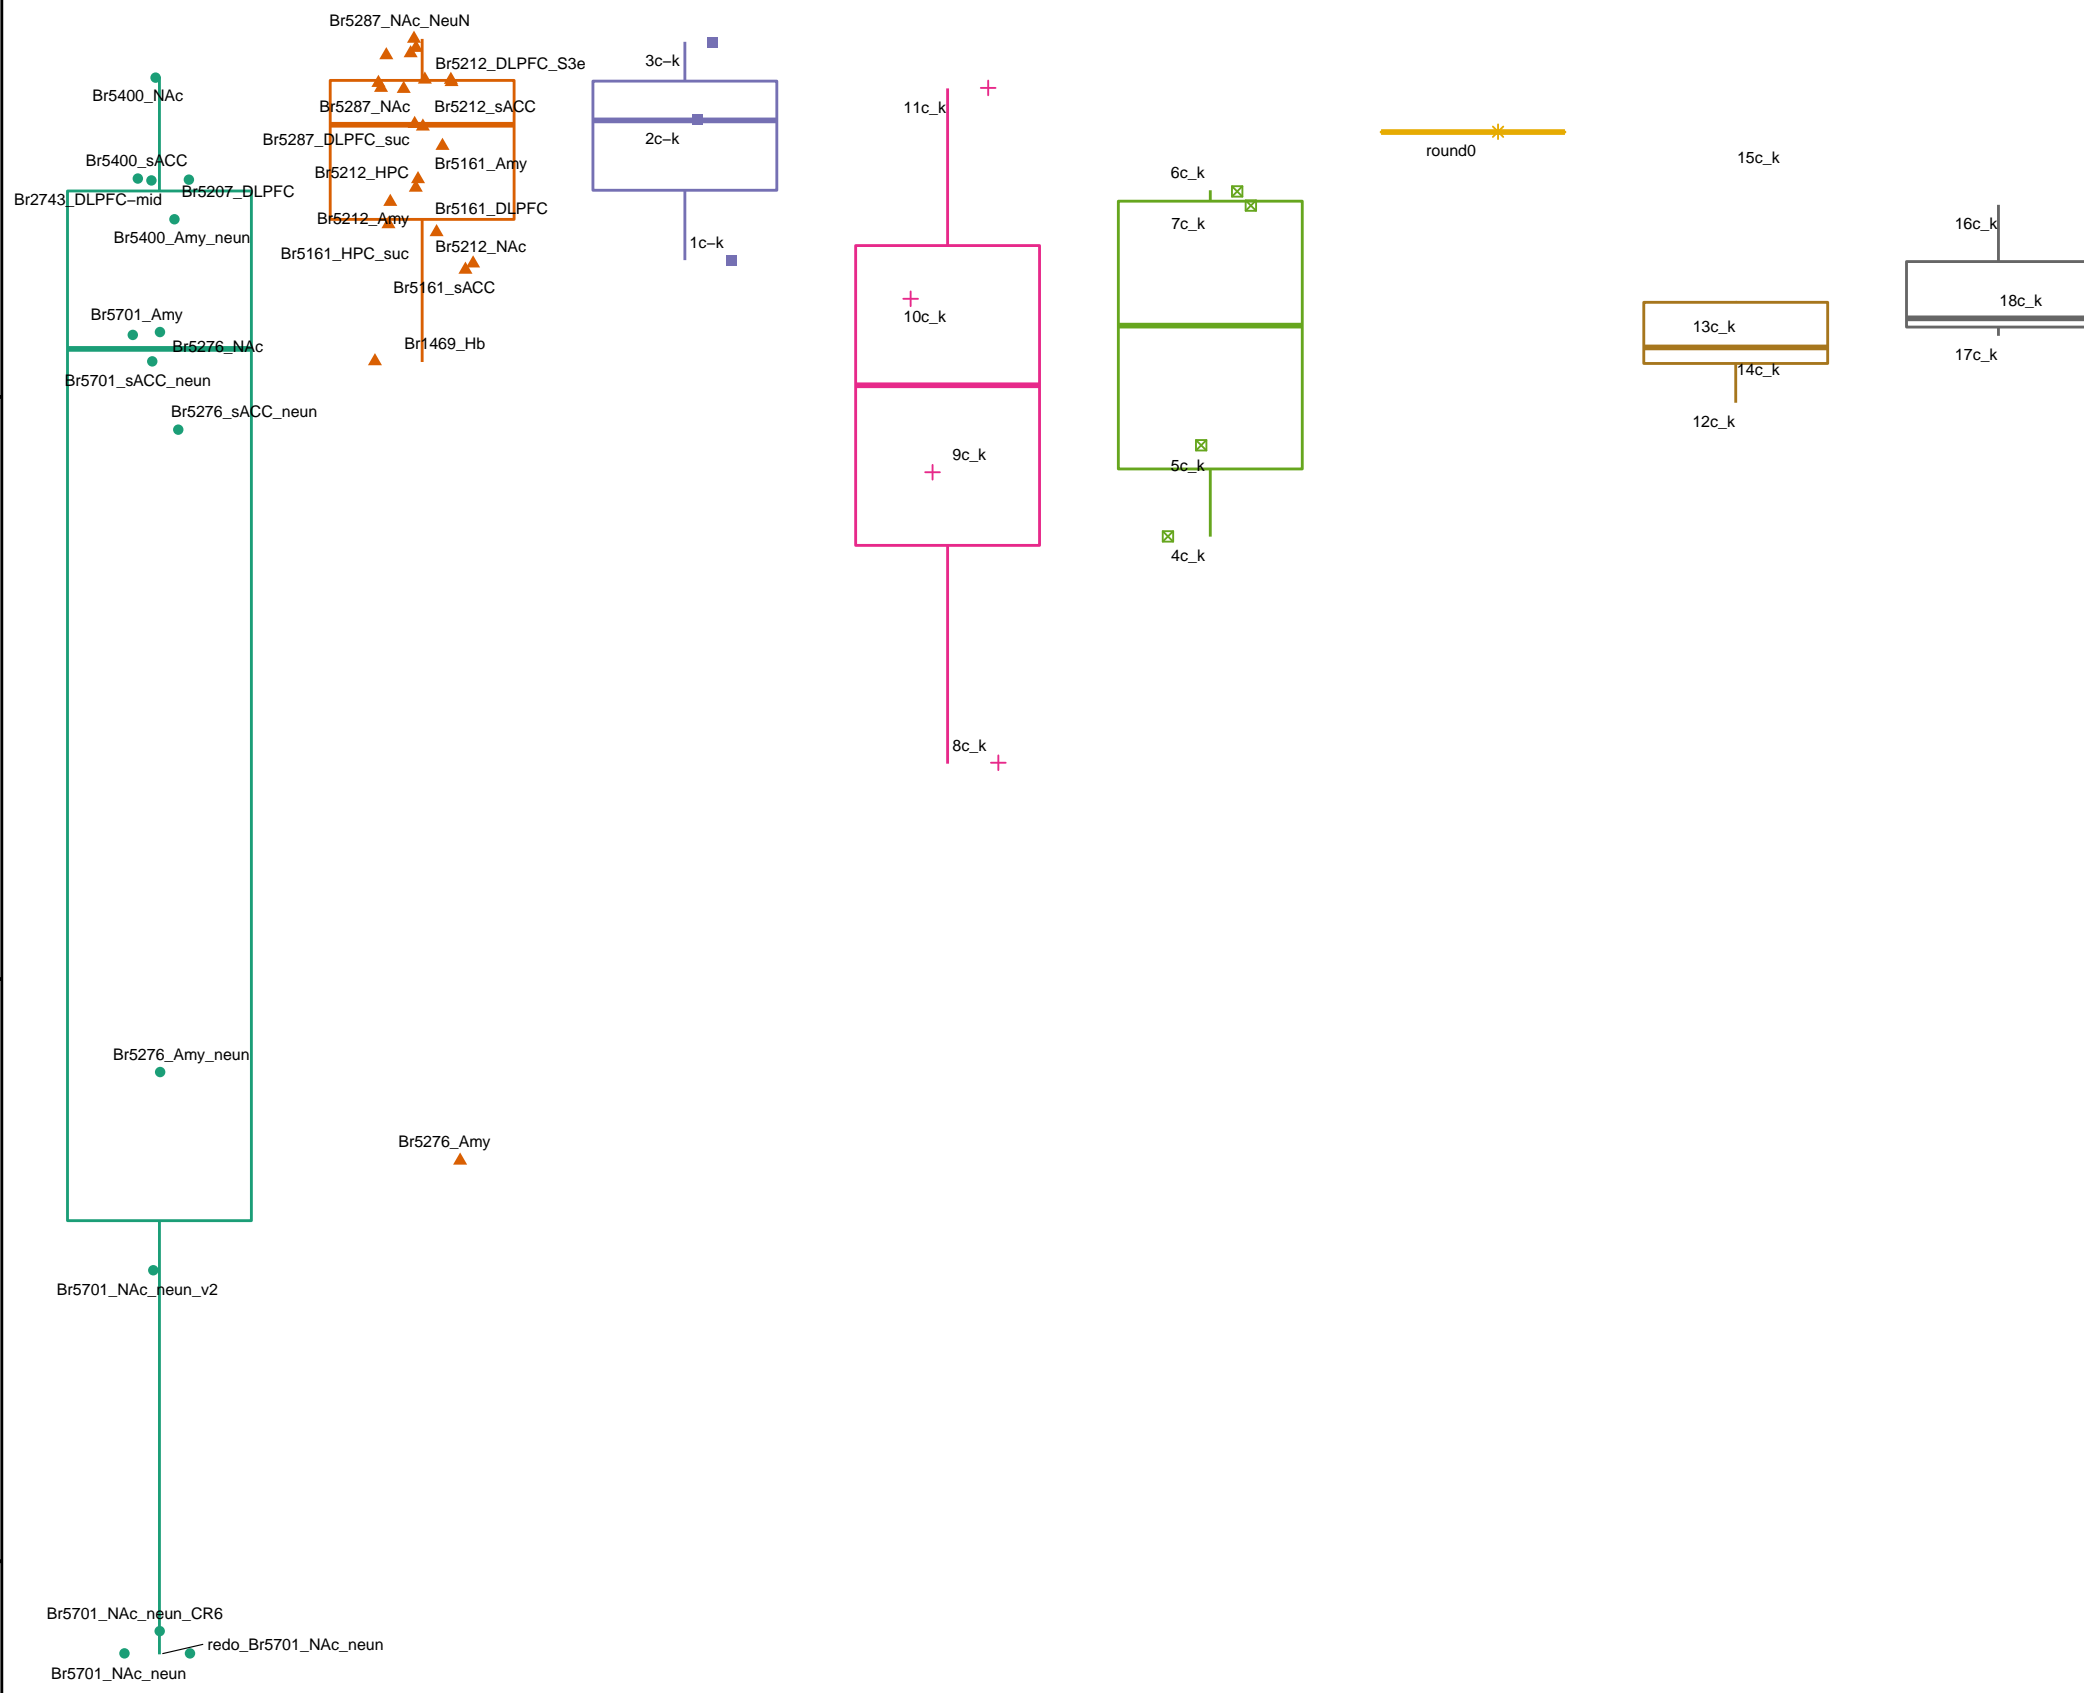 Br5400_NAc
Br5400_sACC
Br5207_DLPFC
Br2743_DLPFC−mid
Br5400_Amy_neun
Br5701_Amy
Br5276_NAc
Br5701_sACC_neun
Br5276_sACC_neun
Br5276_Amy_neun
Br5701_NAc_neun_v2
Br5701_NAc_neun_CR6
redo_Br5701_NAc_neun
Br5701_NAc_neun
Br5287_NAc_NeuN
Br5212_DLPFC_S3e
Br5287_NAc
Br5212_sACC
Br5287_DLPFC_suc
Br5161_Amy
Br5212_HPC
Br5161_DLPFC
Br5212_Amy
Br5212_NAc
Br5161_HPC_suc
Br5161_sACC
Br1469_Hb
Br5276_Amy
3c−k
2c−k
1c−k
11c_k
10c_k
9c_k
8c_k
6c_k
7c_k
5c_k
4c_k
round0
15c_k
13c_k
14c_k
12c_k
16c_k
18c_k
17c_k